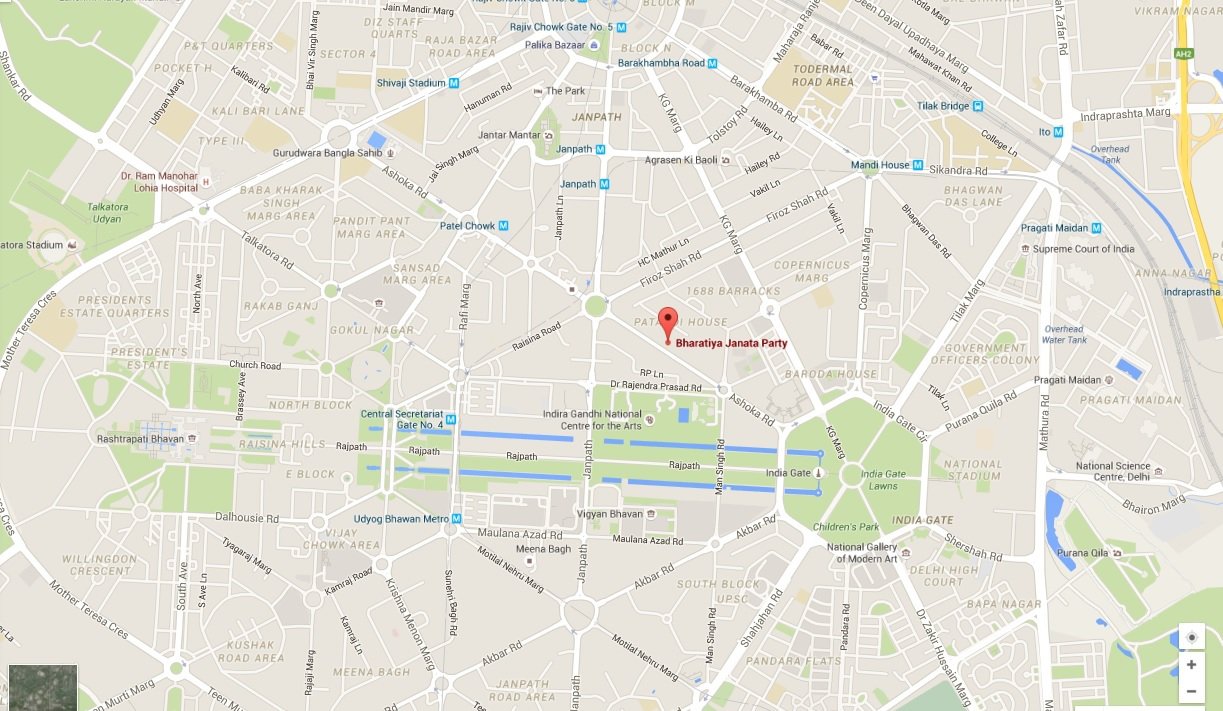 Jain Mandir Marg
Rajiv Chowk Gate No. 5
BLOCK M
VIKRAM NAGAR
Deen Dayal Upadhyaya Marg
DIZ STAFF
QUARTS
RAJA BAZAR
ROAD AREA
Palika Bazaar
BLOCK N
Maharaja Ranje
Babar Rd
Mahawat Khan Rd
AH2
P&T QUARTERS
POCKET H
SECTOR 4
Bhai Vir Singh Marg
Barakhambha Road
TODERMAL
ROAD AREA
Shankar Rd
Kalibari Rd
Shivaji Stadium
Hanuman Rd
The Park
KG Marg
Barakhamba Rd
Tilak Bridge
Udhyan Marg
KALI BARI LANE
JANPATH
Indraprashta Marg
TYPE III
Jantar Mantar
Tolstoy Rd
Hailey Ln
College Ln
Ito
Gurudwara Bangla Sahib
Jai Singh Marg
Janpath
Agrasen Ki Baoli
Hailey Rd
Mandi House
Sikandra Rd
Overhead
Tank
Dr. Ram Manohar
Lohia Hospital
Ashoka Rd
Janpath
Vakil Ln
BABA KHARAK
SINGH
MARG AREA
BHAGWAN
DAS LANE
Talkatora
Udyan
PANDIT PANT
MARG AREA
Patel Chowk
Janpath Ln
KG Marg
Firoz Shah Rd
Vakil Ln
Bhagwan Das Rd
Pragati Maidan
atora Stadium
Talkatora Rd
HC Mathur Ln
Firoz Shah Rd
Copernicus Marg
Supreme Court of India
SANSAD
MARG AREA
COPERNICUS
MARG
ANNA NAGAR
PRESIDENTS
ESTATE QUARTERS
North Ave
RAKAB GANJ
Rafi Marg
1688 BARRACKS
Tilak Marg
Indraprastha
Mother Teresa Cres
GOKUL NAGAR
Raisina Road
Bharatiya Janata Party
Overhead
Water Tank
PRESIDENT'S
ESTATE
GOVERNMENT
OFFICERS COLONY
Church Road
RP Ln
Dr Rajendra Prasad Rd
BARODA HOUSE
Pragati Maidan
Brassey Ave
NORTH BLOCK
Ashoka Rd
Tilak Ln
Purana Quila Rd
PRAGATI MAIDAN
Central Secretariat
Gate No. 4
Indira Gandhi National
Centre for the Arts
India Gate Cir
Mathura Rd
Rashtrapati Bhavan
RAISINA HILLS
Rajpath
Rajpath
Rajpath
Janpath
Rajpath
Man Singh Rd
KG Marg
E BLOCK
India Gate
India Gate
Lawns
NATIONAL
STADIUM
National Science
Centre, Delhi
Bhairon Marg
Dalhousie Rd
Udyog Bhawan Metro
Vigyan Bhavan
Akbar Rd
Children's Park
INDIA GATE
VIJAY
CHOWK AREA
Maulana Azad Rd
Maulana Azad Rd
Shershah Rd
WILLINGDON
CRESCENT
Tyagaraj Marg
Meena Bagh
Motilal Nehru Marg
National Gallery
of Modern Art
Purana Qila
South Ave
S Ave Ln
Kamraj Road
Sunehri Bagh Rd
Janpath
Akbar Rd
SOUTH BLOCK
UPSC
DELHI HIGH
COURT
Mother Teresa Cres
Krishna Menon Marg
Shahjahan Rd
Pandara Rd
BAPA NAGAR
KUSHAK
ROAD AREA
Kamraj Ln
Akbar Rd
Motilal Nehru Marg
Man Singh Rd
Dr Zakir Hussain Marg
Rajaji Marg
MEENA BAGH
JANPATH
ROAD AREA
Janpath
PANDARA FLATS
Murti Marg
Teen
+
−